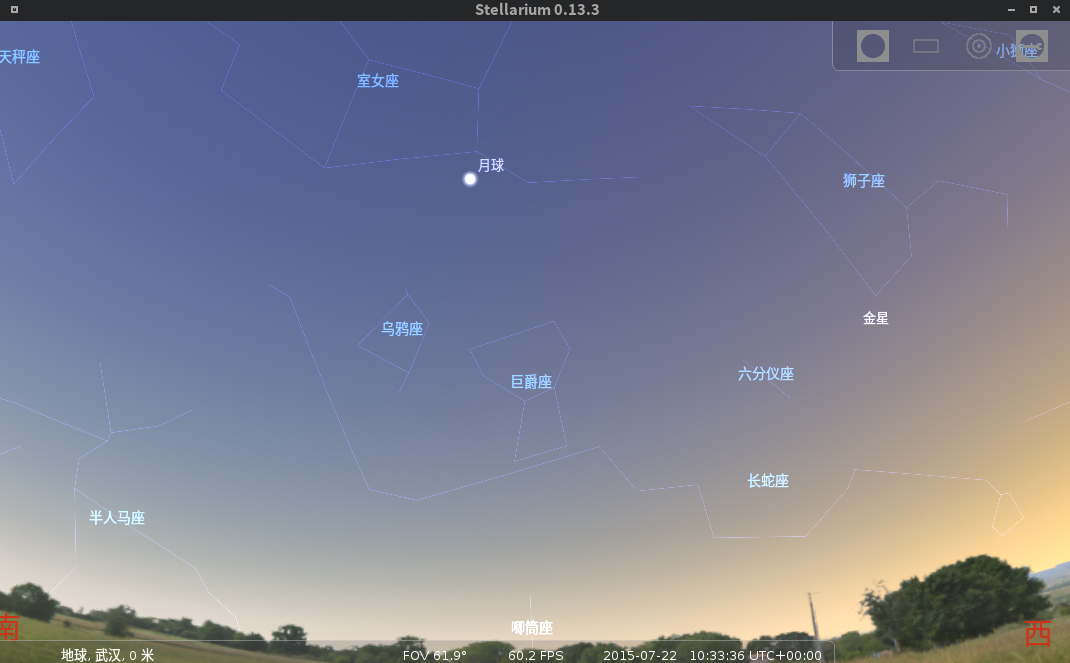 Stellarium 0.13.3
小狮座
天秤座
室女座
月球
狮子座
金星
乌鸦座
六分仪座
巨爵座
长蛇座
半人马座
唧筒座
南
西
地球, 武汉, 0 米 FOV 61.9° 60.2 FPS 2015-07-22 10:33:36 UTC+00:00